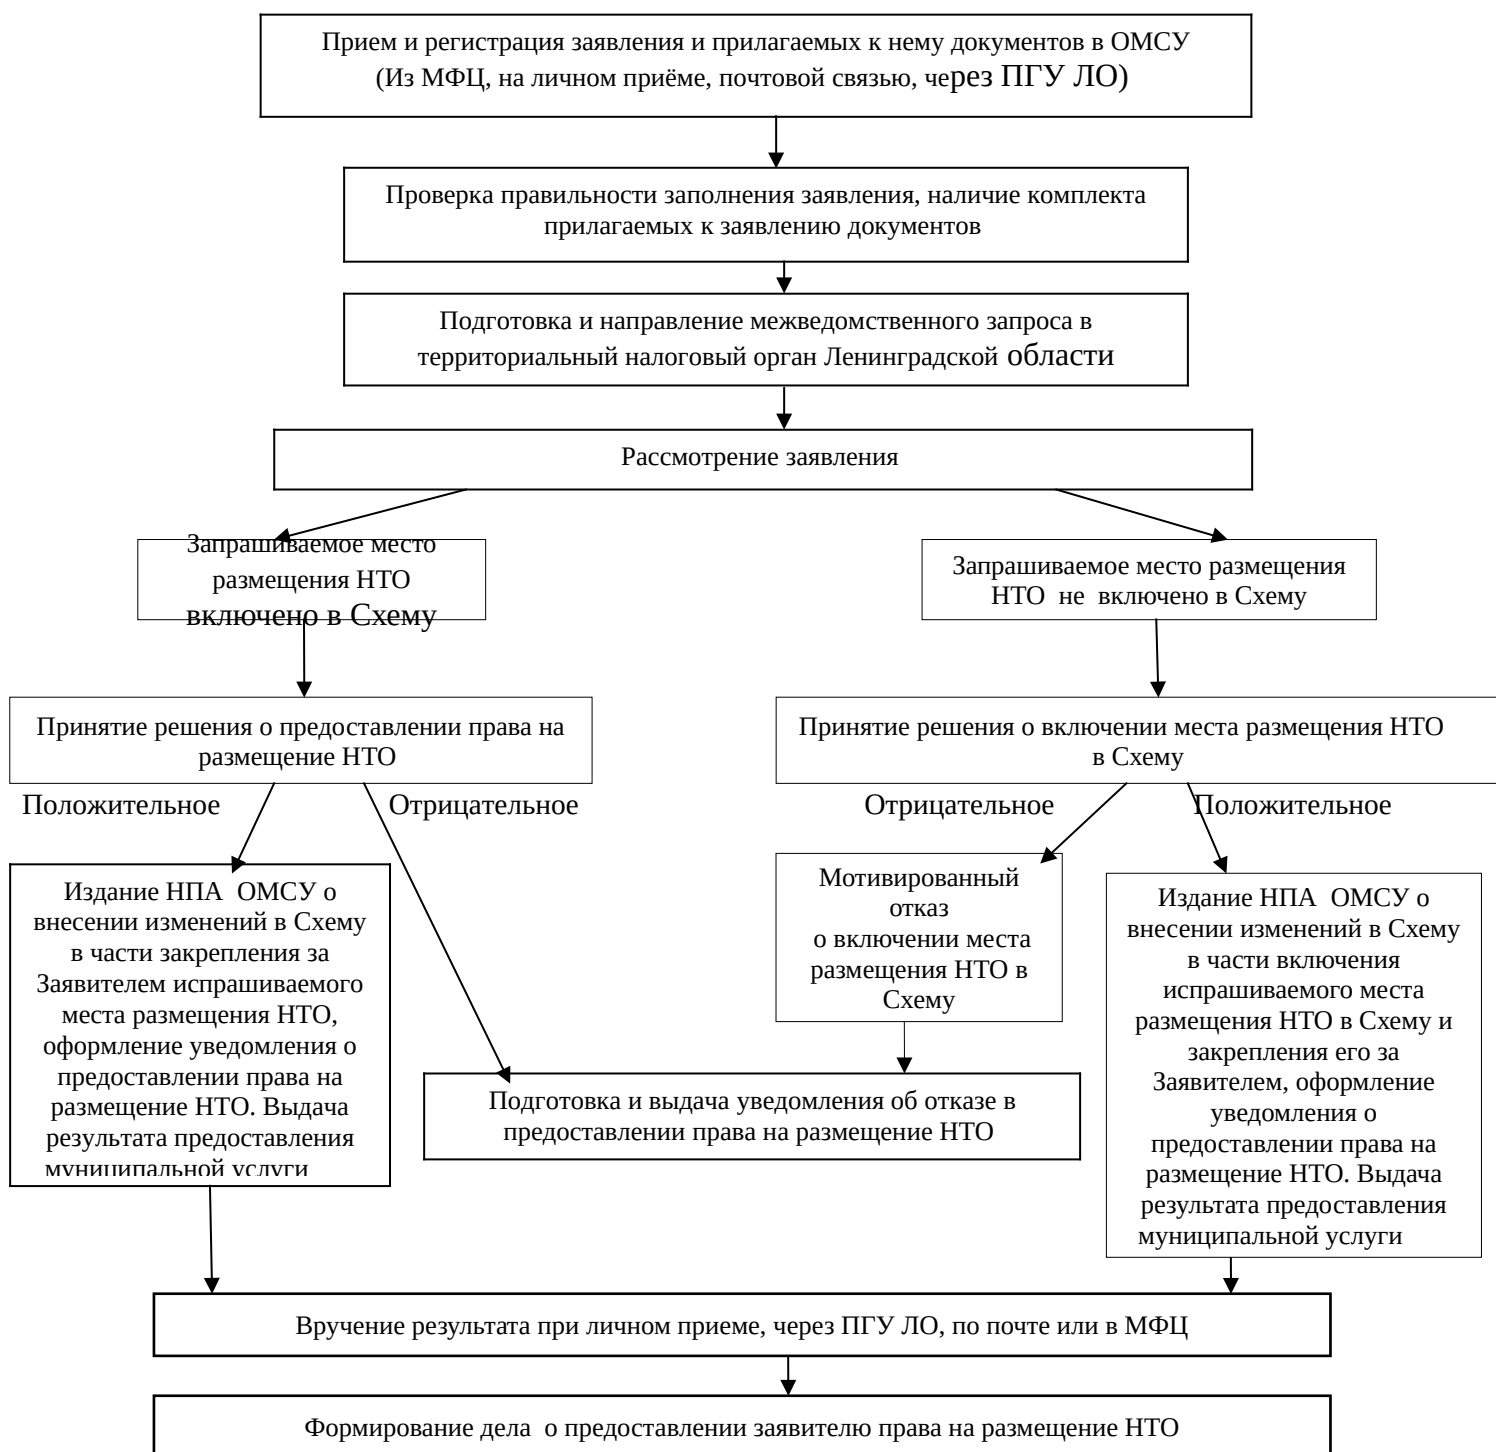 Прием и регистрация заявления и прилагаемых к нему документов в ОМСУ
(Из МФЦ, на личном приёме, почтовой связью, через ПГУ ЛО)
Проверка правильности заполнения заявления, наличие комплекта
прилагаемых к заявлению документов
Подготовка и направление межведомственного запроса в
территориальный налоговый орган Ленинградской области
Рассмотрение заявления
Запрашиваемое место
размещения НТО
включено в Схему
Запрашиваемое место размещения
НТО не включено в Схему
Принятие решения о предоставлении права на
размещение НТО
Принятие решения о включении места размещения НТО
в Схему
Положительное
Отрицательное
Отрицательное
Положительное
Издание НПА ОМСУ о
внесении изменений в Схему
в части закрепления за
Заявителем испрашиваемого
места размещения НТО,
оформление уведомления о
предоставлении права на
размещение НТО. Выдача
результата предоставления
муниципальной услуги
Мотивированный
отказ
о включении места
размещения НТО в
Схему
Издание НПА ОМСУ о
внесении изменений в Схему
в части включения
испрашиваемого места
размещения НТО в Схему и
закрепления его за
Заявителем, оформление
уведомления о
предоставлении права на
размещение НТО. Выдача
результата предоставления
муниципальной услуги
Подготовка и выдача уведомления об отказе в
предоставлении права на размещение НТО
Вручение результата при личном приеме, через ПГУ ЛО, по почте или в МФЦ
Формирование дела о предоставлении заявителю права на размещение НТО